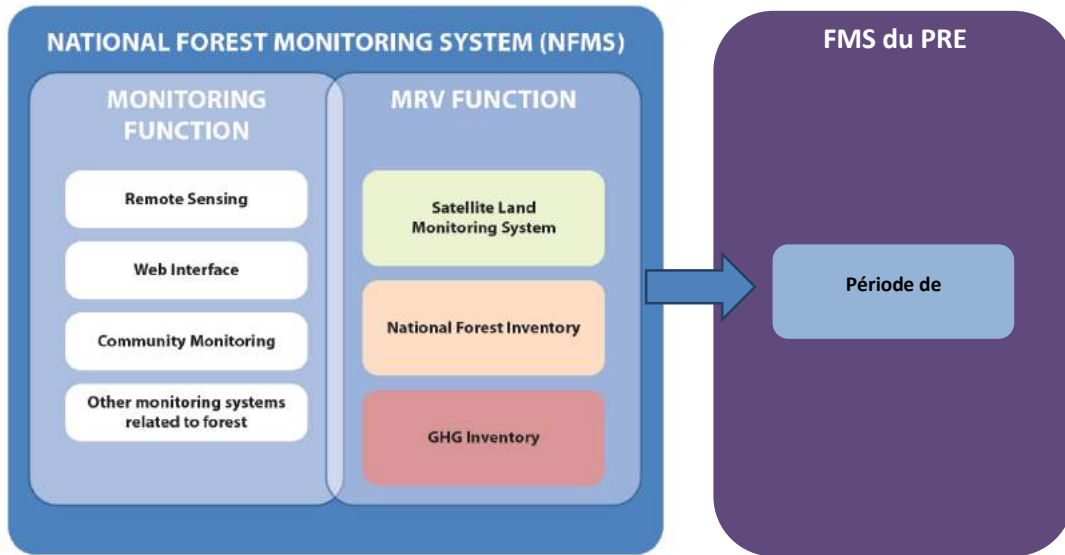 NATIONAL FOREST MONITORING SYSTEM (NFMS)
MONITORING
FUNCTION
Remote Sensing
Web Interface
Community Monitoring
Other monitoring systems
related to forest
MRV FUNCTION
Satellite Land
Monitoring System
National Forest Inventory
GHG Inventory
FMS du PRE
Période de